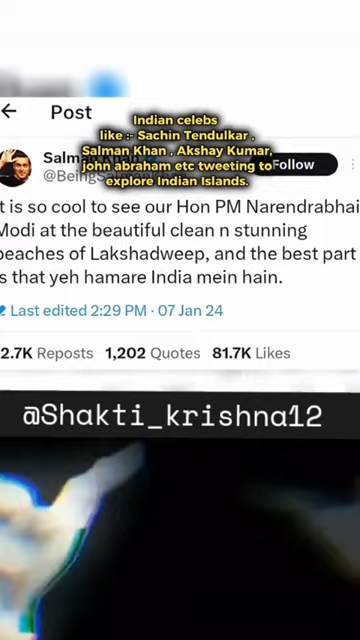 Post
Indian celebs
like :- Sachin Tendulkar ,
Salman Khan , Akshay Kumar,
john abraham etc tweeting to
explore Indian Islands.
Salm
Follow
@BeingS
t is so cool to see our Hon PM Narendrabhai
Modi at the beautiful clean n stunning
beaches of Lakshadweep, and the best part
s that yeh hamare India mein hain.
Last edited 2:29 PM · 07 Jan 24
2.7K Reposts 1,202 Quotes 81.7K Likes
@Shakti_krishna12